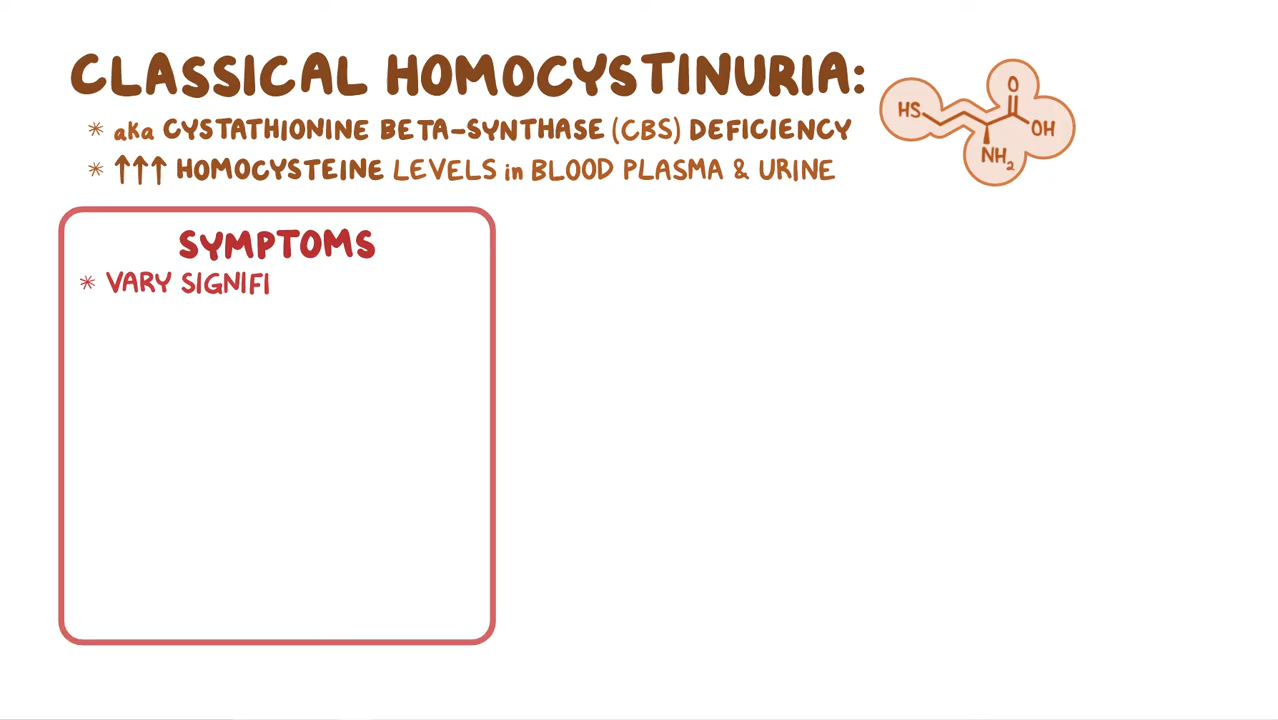 CLASSICAL HOMOCYSTINURIA:
* aka CYSTATHIONINE BETA-SYNTHASE (CBS) DEFICIENCY
* ↑↑↑ HOMOCYSTEINE LEVELS in BLOOD PLASMA & URINE
HS
O
OH
NH₂
SYMPTOMS
* VARY SIGNIFI